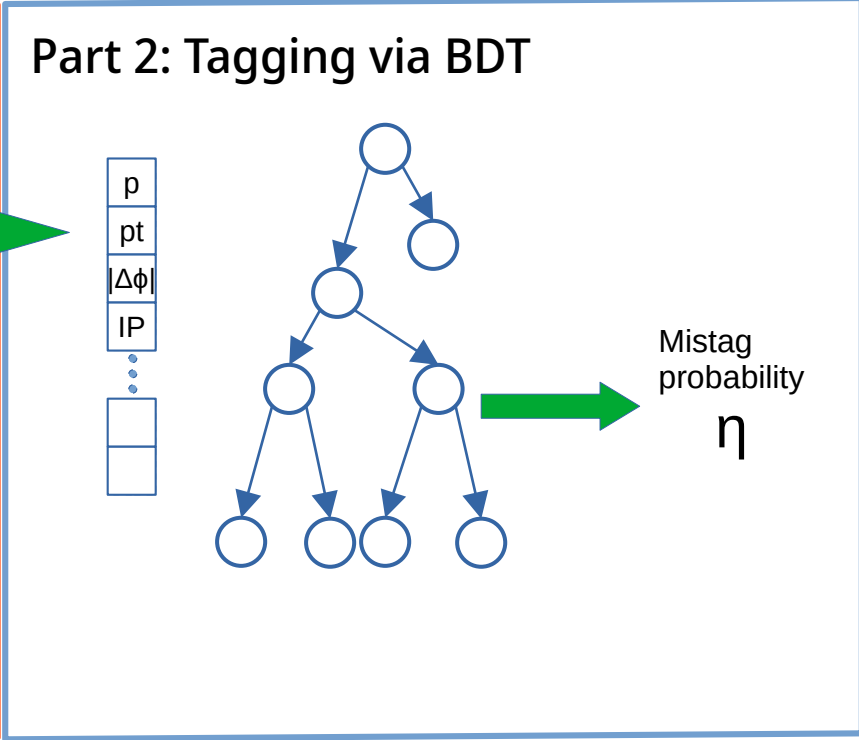 Part 2: Tagging via BDT
p
pt
|Δϕ|
IP
Mistag
probability
η